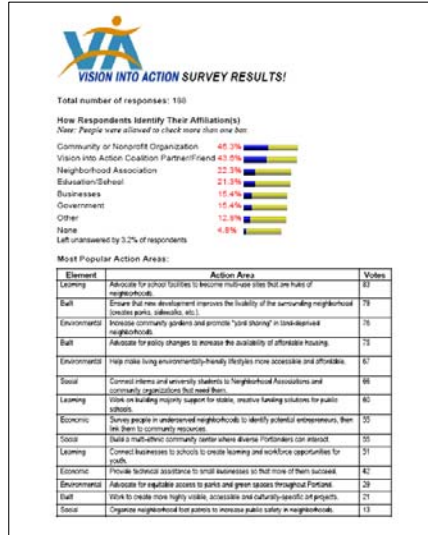 VIA
VISION INTO ACTION SURVEY RESULTS!
Total number of responses: 188
How Respondents Identify Their Affiliation(s)
Note: People were allowed to check more than one box.
Community or Nonprofit Organization 45.3%
Vision into Action Coalition Partner/Friend 43.6%
Neighborhood Association 22.3%
Education/School 21.3%
Businesses 15.4%
Government 15.4%
Other 12.8%
None 4.8%
Left unanswered by 3.2% of respondents
Most Popular Action Areas:
Element Action Area Votes
Learning Advocate for school facilities to become multi-use sites that are hubs of
neighborhoods. 83
Built Ensure that new development improves the livability of the surrounding neighborhood
(creates parks, sidewalks, etc.). 79
Environmental Increase community gardens and promote "yard sharing" in land-deprived
neighborhoods. 76
Built Advocate for policy changes to increase the availability of affordable housing. 75
Environmental Help make living environmentally-friendly lifestyles more accessible and affordable. 67
Social Connect interns and university students to Neighborhood Associations and
community organizations that need them. 66
Learning Work on building majority support for stable, creative funding solutions for public
schools. 60
Economic Survey people in underserved neighborhoods to identify potential entrepreneurs, then
link them to community resources. 55
Social Build a multi-ethnic community center where diverse Portlanders can interact. 55
Learning Connect businesses to schools to create learning and workforce opportunities for
youth. 51
Economic Provide technical assistance to small businesses so that more of them succeed. 42
Environmental Advocate for equitable access to parks and green spaces throughout Portland. 29
Built Work to create more highly visible, accessible and culturally-specific art projects. 21
Social Organize neighborhood foot patrols to increase public safety in neighborhoods. 13